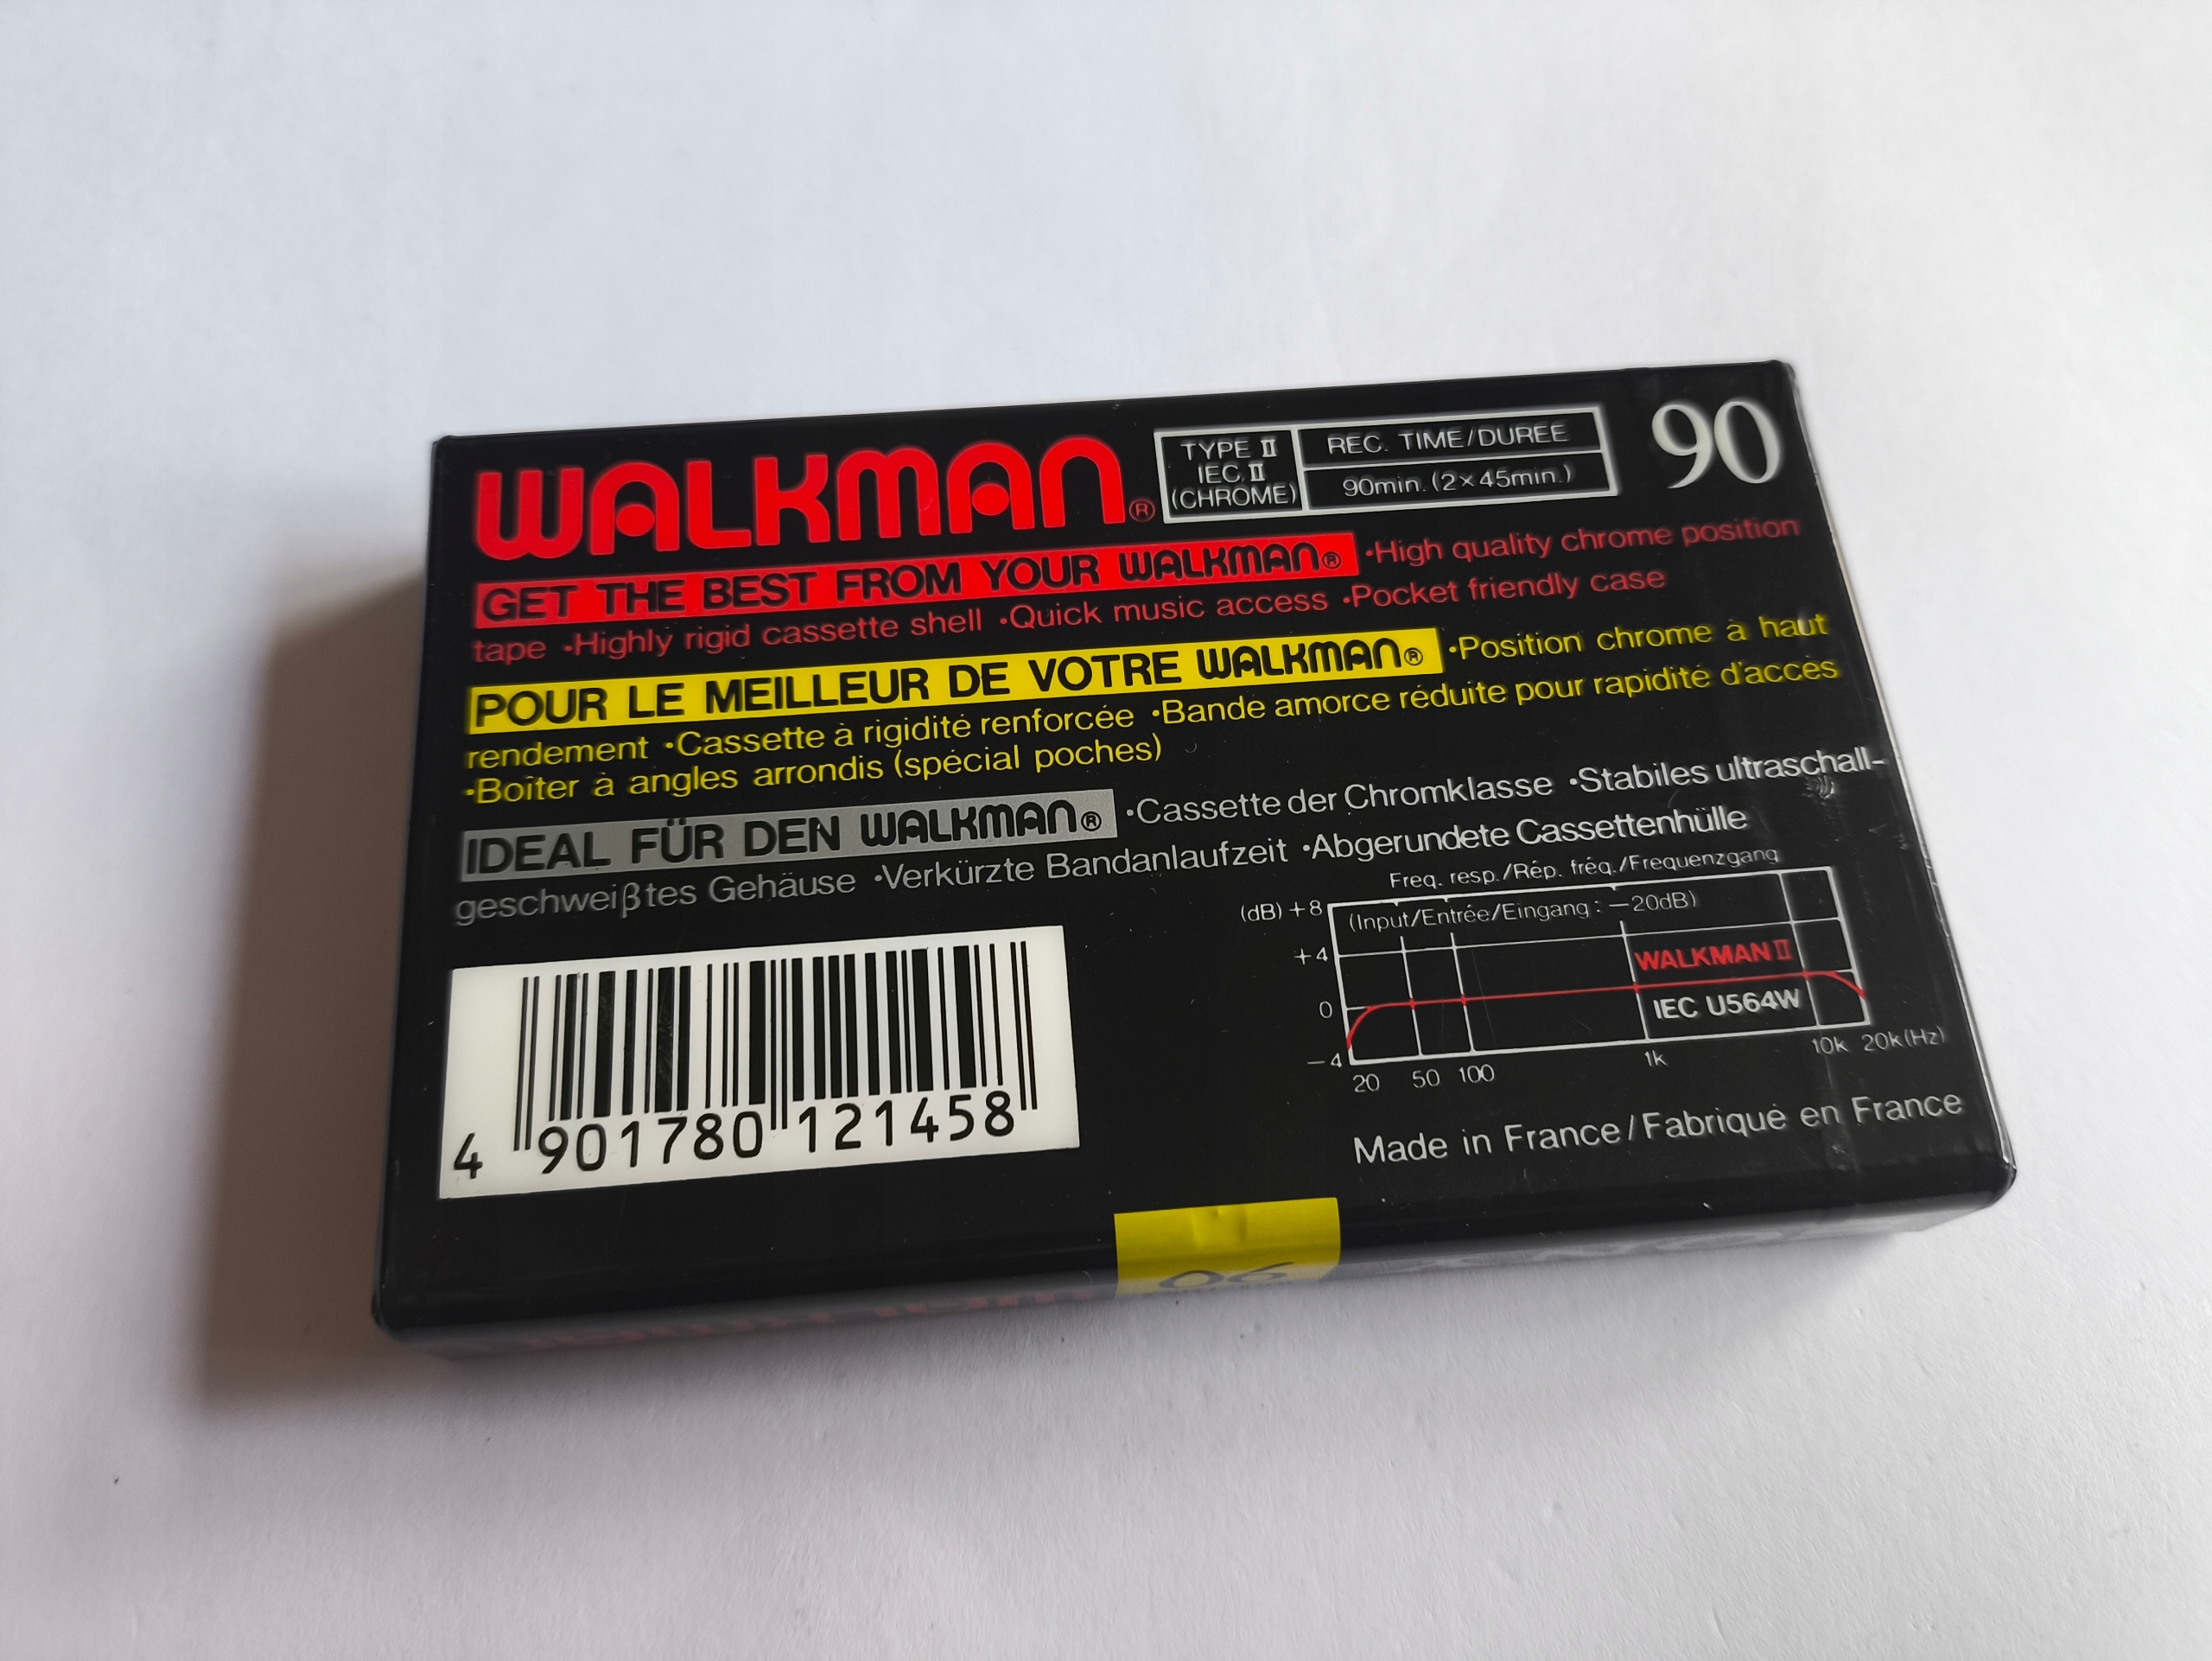 WALKMAN®
TYPE II
IEC II
(CHROME)
REC. TIME/DUREE
90min. (2×45min.)
90
GET THE BEST FROM YOUR WALKMAN® •High quality chrome position
tape •Highly rigid cassette shell •Quick music access •Pocket friendly case
POUR LE MEILLEUR DE VOTRE WALKMAN® •Position chrome à haut
rendement •Cassette à rigidité renforcée •Bande amorce réduite pour rapidité d'accès
•Boîtier à angles arrondis (spécial poches)
IDEAL FÜR DEN WALKMAN® •Cassette der Chromklasse •Stabiles ultraschall-
geschweißtes Gehäuse •Verkürzte Bandanlaufzeit •Abgerundete Cassettenhülle
Freq. resp./Rép. fréq./Frequenzgang
(dB) +8
(Input/Entrée/Eingang: −20dB)
+4
WALKMAN II
0
IEC U564W
−4
20 50 100 1k 10k 20k(Hz)
Made in France/Fabriqué en France
4 901780 121458
90